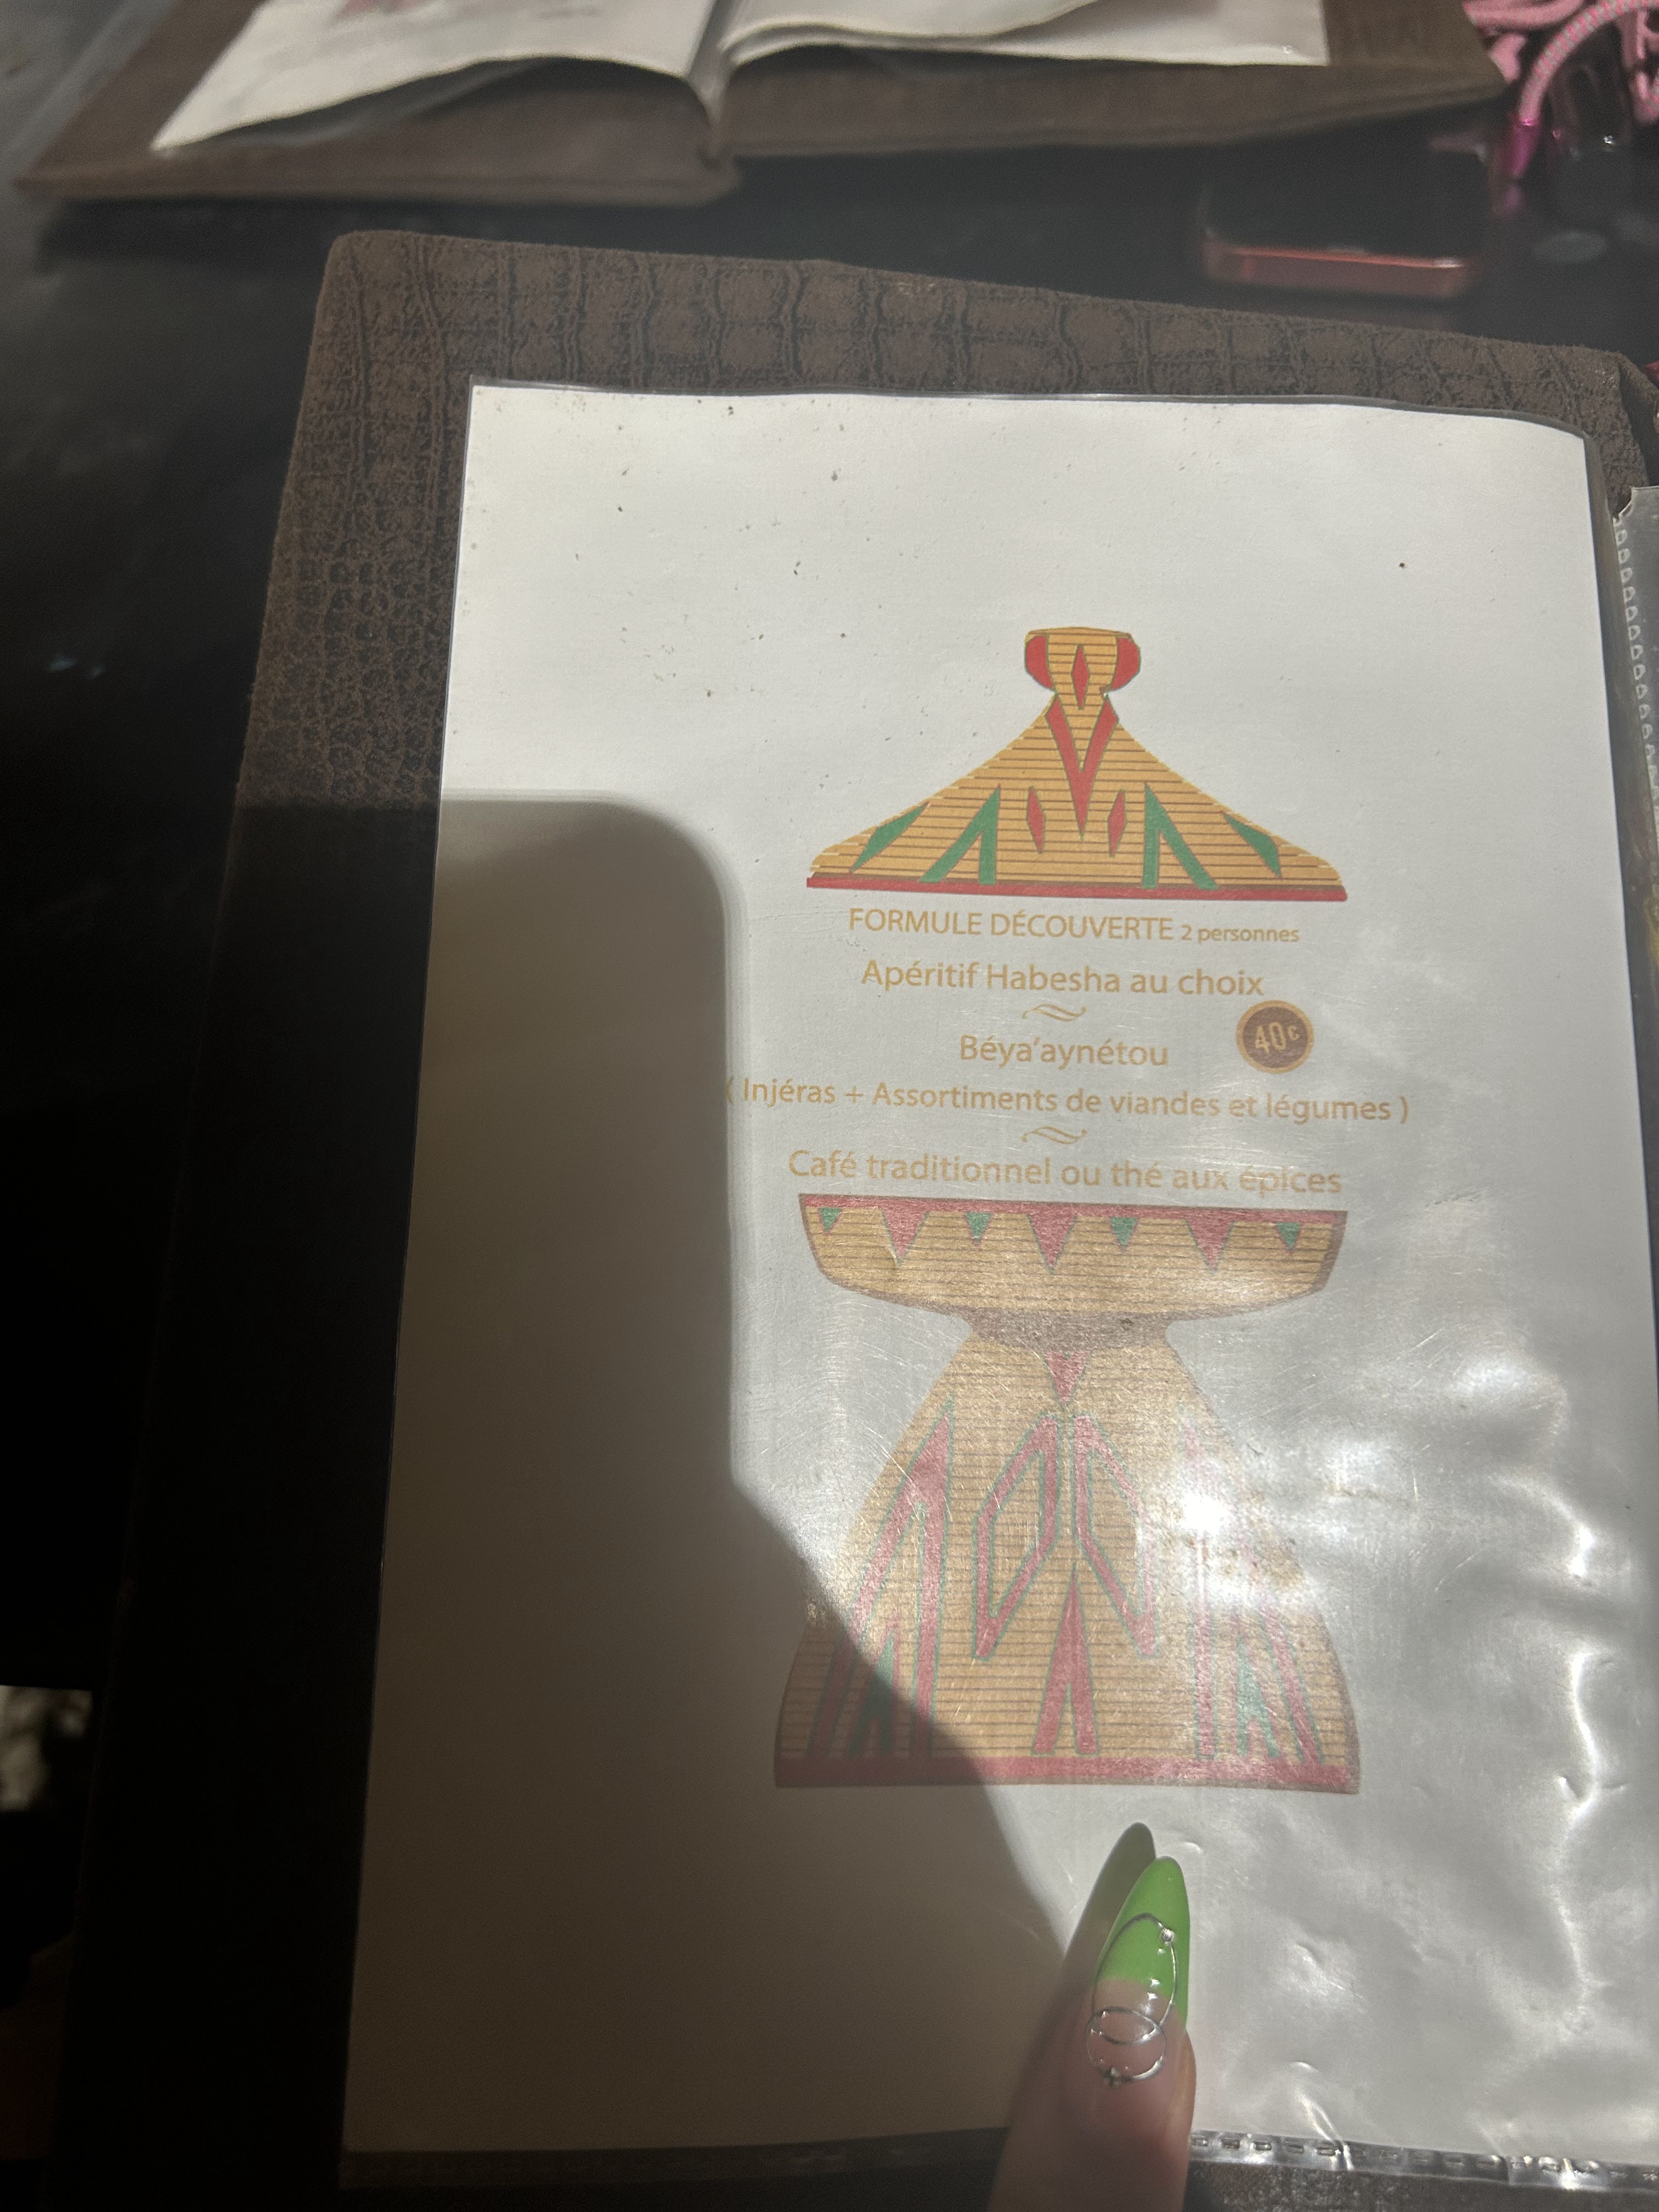 FORMULE DÉCOUVERTE 2 personnes
Apéritif Habesha au choix
40€
Béya'aynétou
( Injéras + Assortiments de viandes et légumes )
Café traditionnel ou thé aux épices